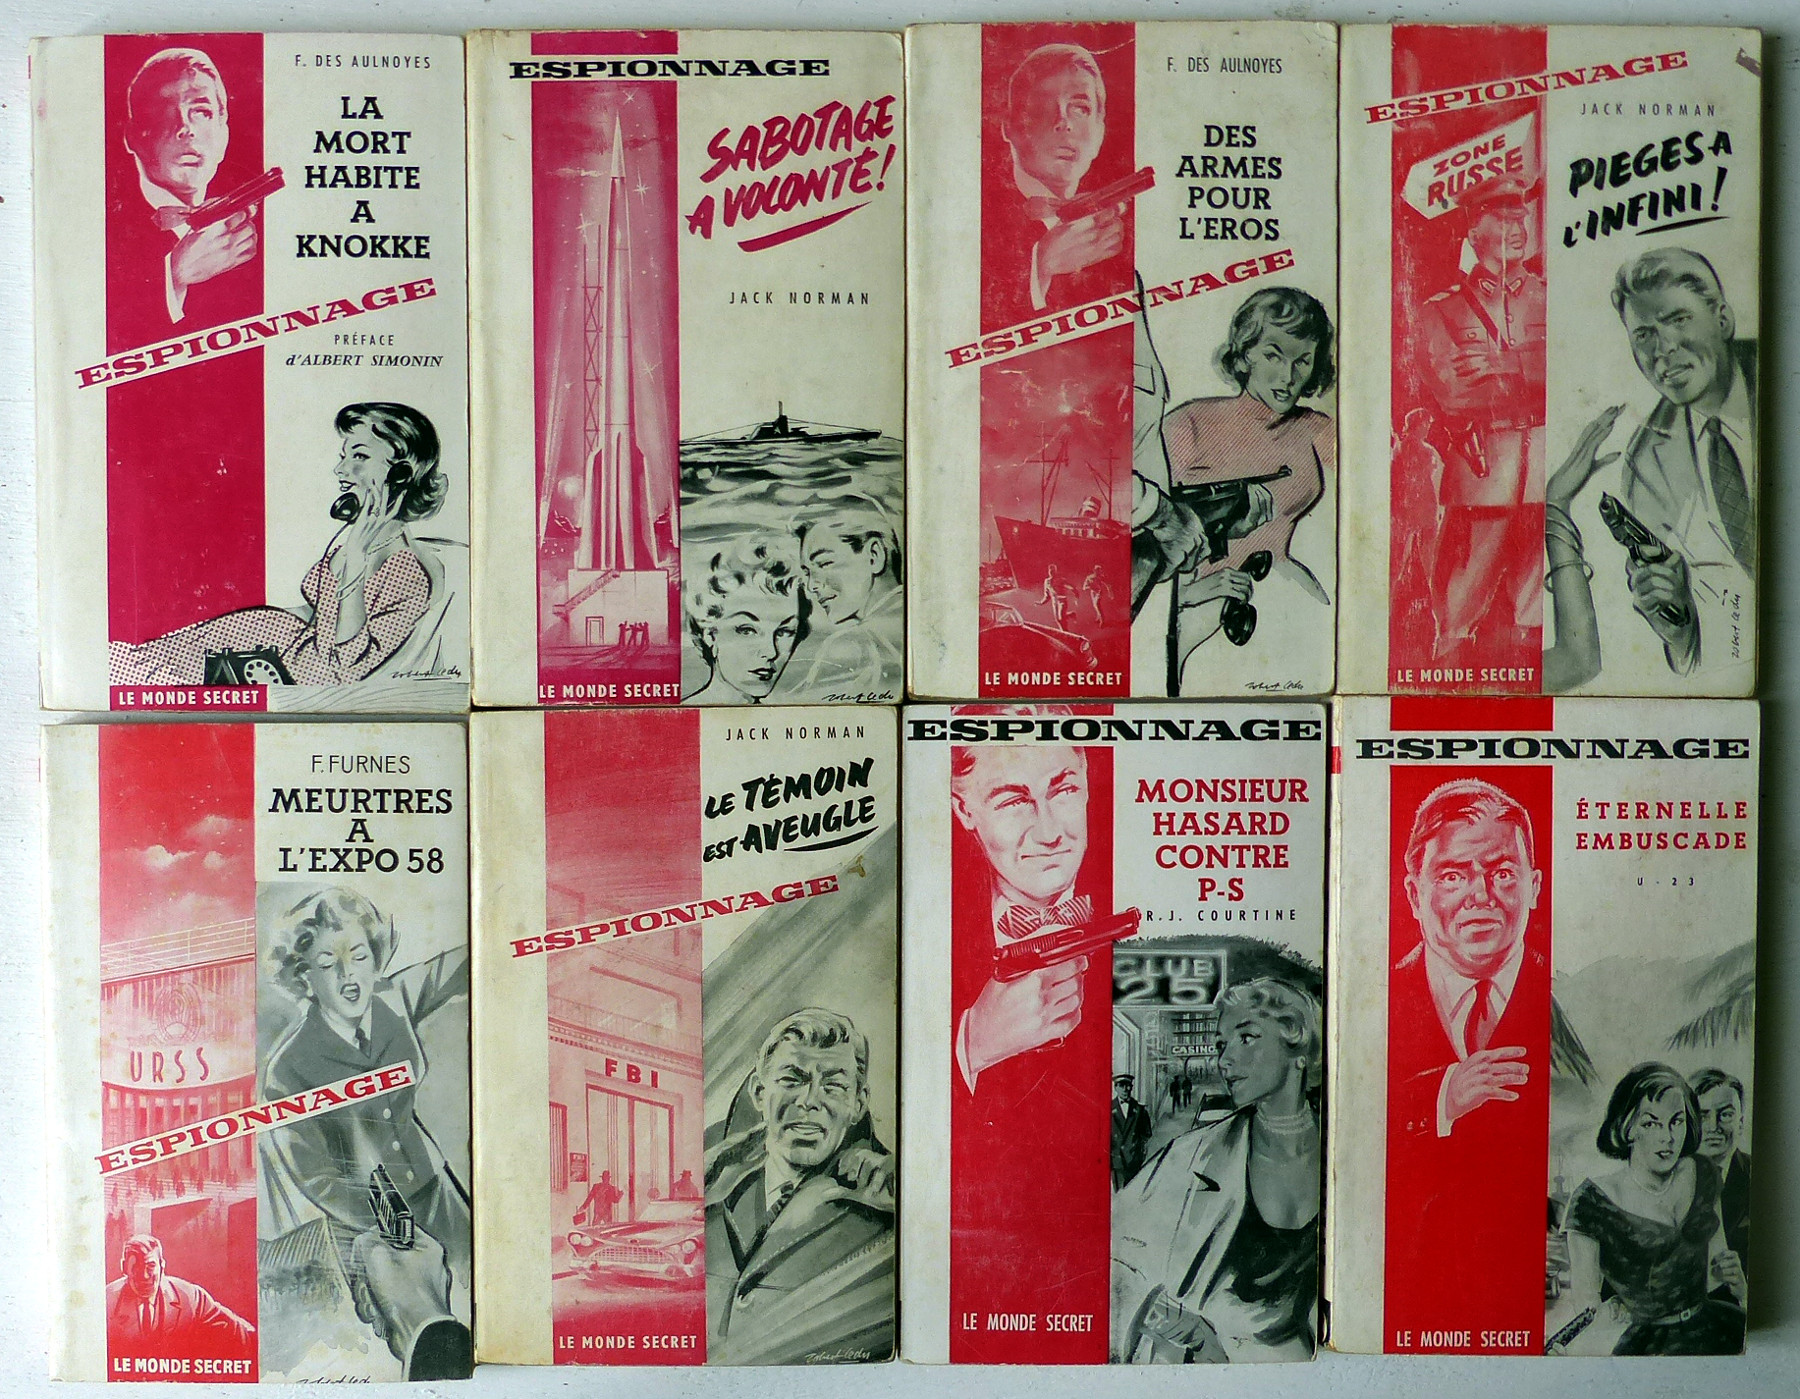 F. DES AULNOYES
LA
MORT
HABITE
A
KNOKKE
ESPIONNAGE
PRÉFACE
d'ALBERT SIMONIN
robert cedis
LE MONDE SECRET
ESPIONNAGE
SABOTAGE
A VOLONTÉ!
JACK NORMAN
LE MONDE SECRET
F. DES AULNOYES
DES
ARMES
POUR
L'EROS
ESPIONNAGE
LE MONDE SECRET
ESPIONNAGE
JACK NORMAN
ZONE
RUSSE
PIEGES A
L'INFINI!
LE MONDE SECRET
F. FURNES
MEURTRES
A
L'EXPO 58
URSS
ESPIONNAGE
LE MONDE SECRET
JACK NORMAN
LE TÉMOIN
EST AVEUGLE
ESPIONNAGE
FBI
LE MONDE SECRET
ESPIONNAGE
MONSIEUR
HASARD
CONTRE
P-S
R. J. COURTINE
CLUB
25
CASINO
LE MONDE SECRET
ESPIONNAGE
ÉTERNELLE
EMBUSCADE
U - 23
LE MONDE SECRET